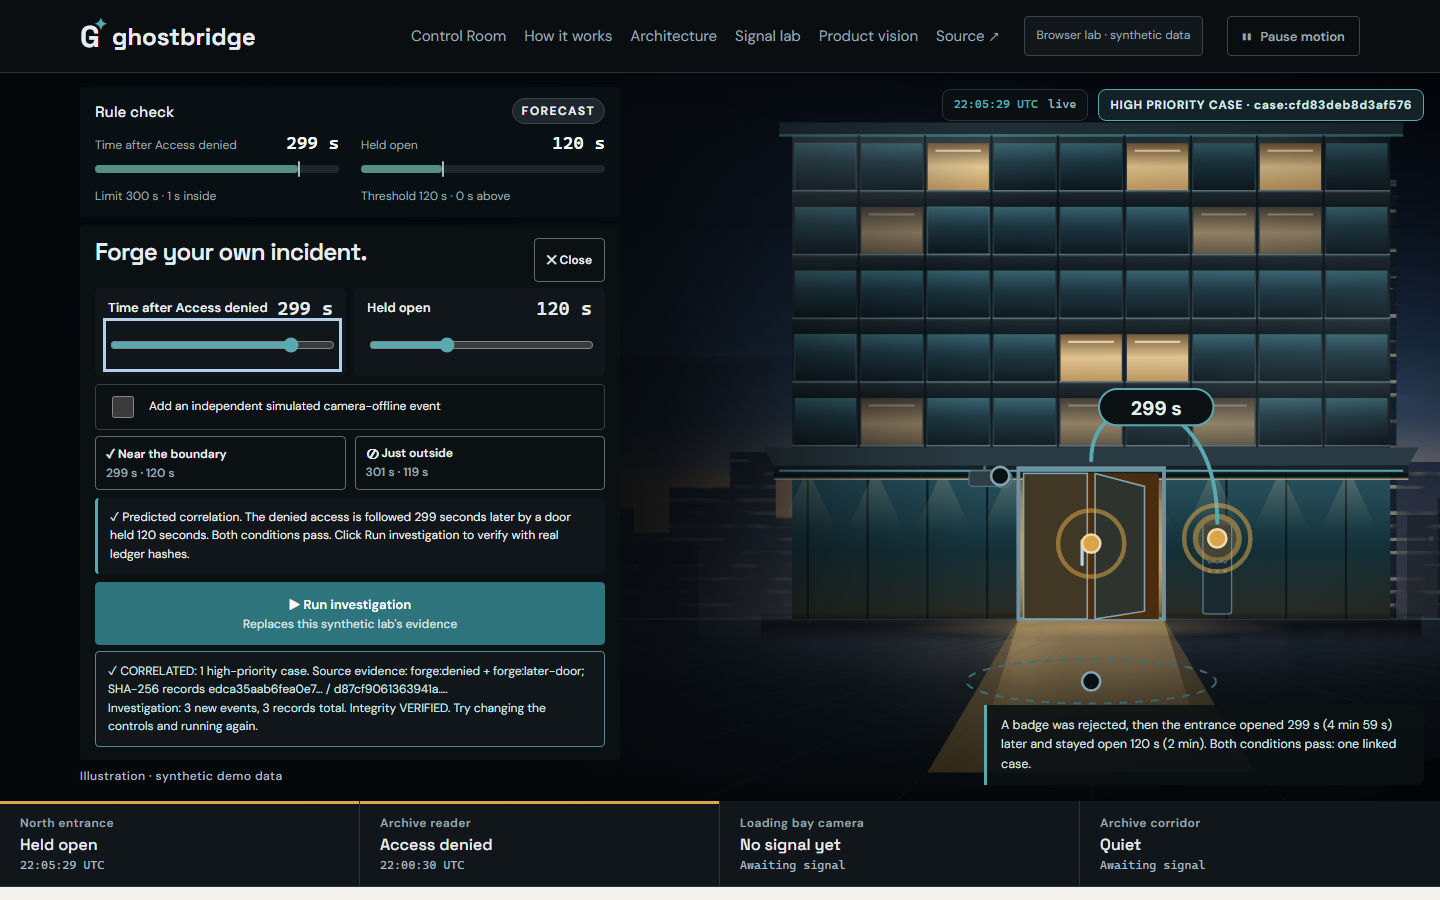 ghostbridge
Control Room How it works Architecture Signal lab Product vision Source ↗
Browser lab · synthetic data
Pause motion
Rule check
FORECAST
Time after Access denied 299 s
Limit 300 s · 1 s inside
Held open 120 s
Threshold 120 s · 0 s above
Forge your own incident.
✕ Close
Time after Access denied 299 s
Held open 120 s
Add an independent simulated camera-offline event
✓ Near the boundary
299 s · 120 s
⊘ Just outside
301 s · 119 s
✓ Predicted correlation. The denied access is followed 299 seconds later by a door
held 120 seconds. Both conditions pass. Click Run investigation to verify with real
ledger hashes.
▶ Run investigation
Replaces this synthetic lab's evidence
✓ CORRELATED: 1 high-priority case. Source evidence: forge:denied + forge:later-door;
SHA-256 records edca35aab6fea0e7… / d87cf9061363941a….
Investigation: 3 new events, 3 records total. Integrity VERIFIED. Try changing the
controls and running again.
Illustration · synthetic demo data
22:05:29 UTC live
HIGH PRIORITY CASE · case:cfd83deb8d3af576
299 s
A badge was rejected, then the entrance opened 299 s (4 min 59 s)
later and stayed open 120 s (2 min). Both conditions pass: one linked
case.
North entrance
Held open
22:05:29 UTC
Archive reader
Access denied
22:00:30 UTC
Loading bay camera
No signal yet
Awaiting signal
Archive corridor
Quiet
Awaiting signal